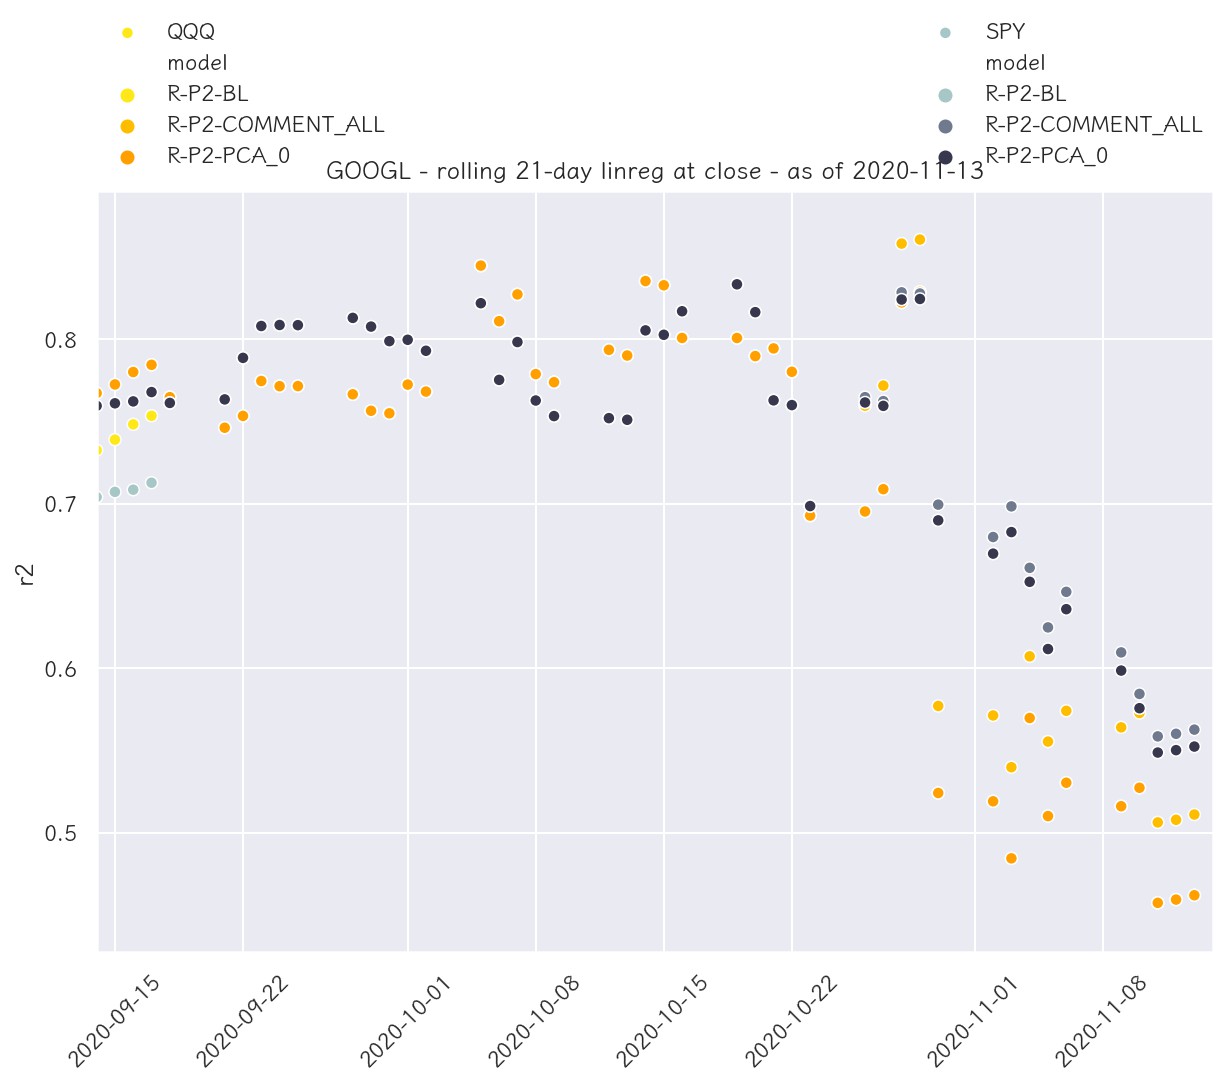 QQQ
model
R-P2-BL
R-P2-COMMENT_ALL
R-P2-PCA_0
SPY
model
R-P2-BL
R-P2-COMMENT_ALL
R-P2-PCA_0
GOOGL - rolling 21-day linreg at close - as of 2020-11-13
r2
0.8
0.7
0.6
0.5
2020-09-15
2020-09-22
2020-10-01
2020-10-08
2020-10-15
2020-10-22
2020-11-01
2020-11-08